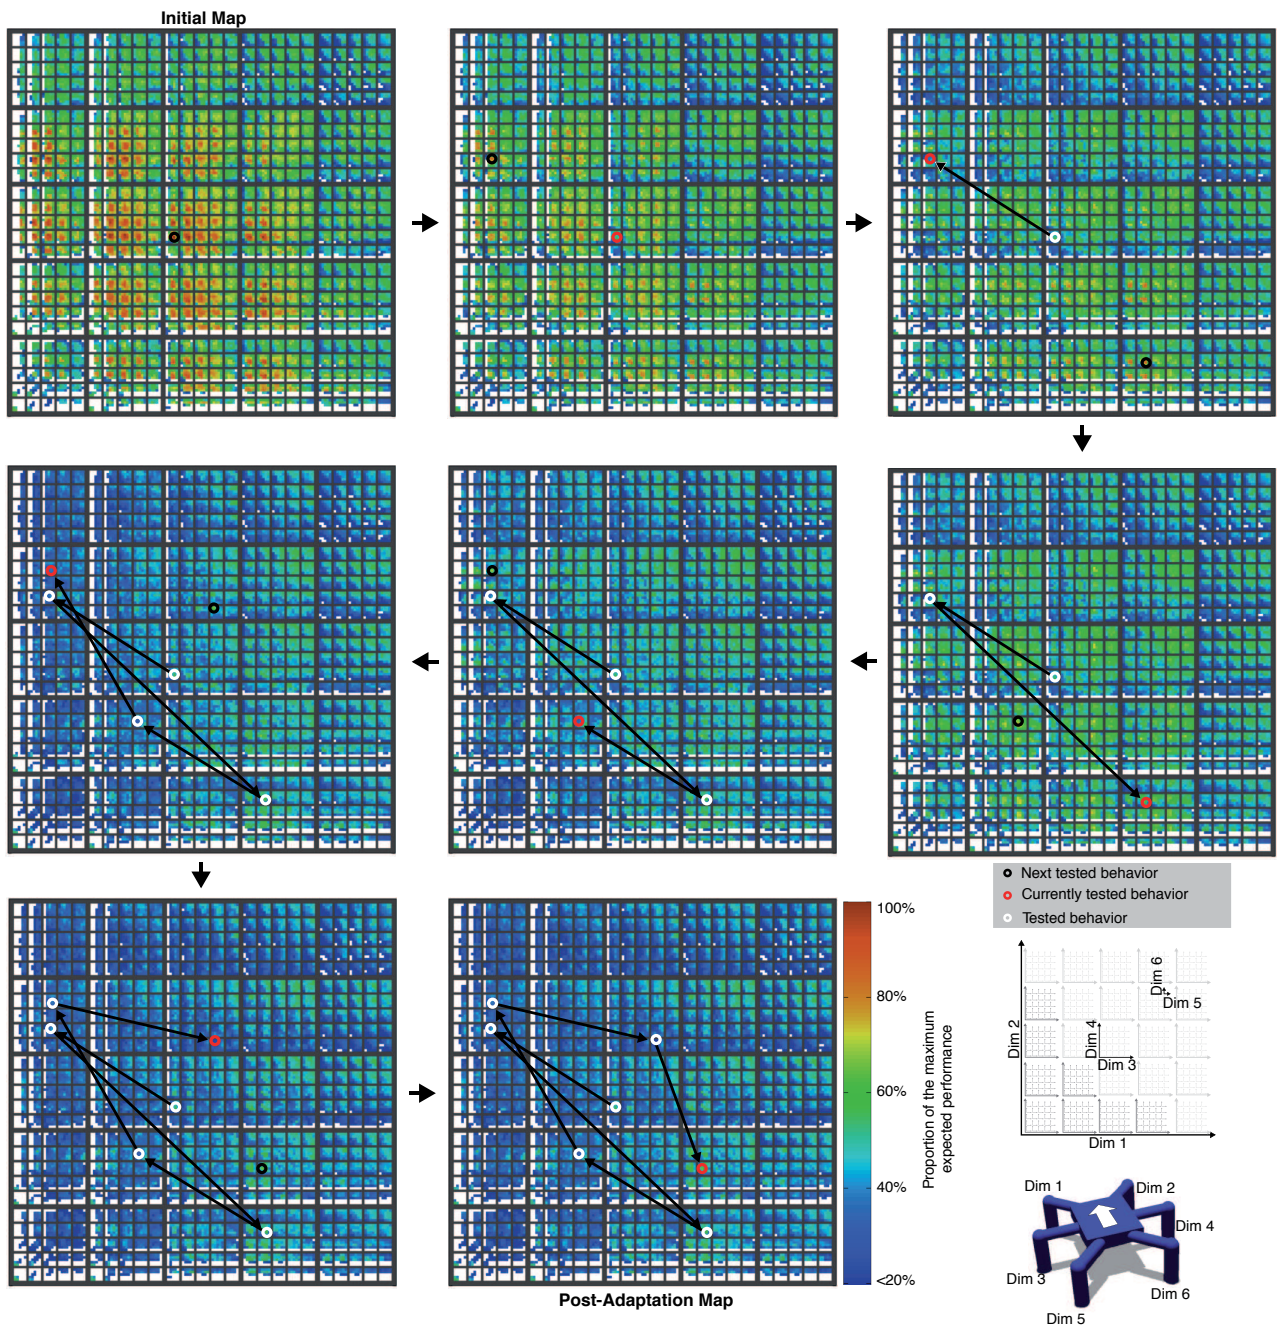 Initial Map
Next tested behavior
Currently tested behavior
Tested behavior
100%
80%
60%
40%
<20%
Proportion of the maximum
expected performance
Dim 2
Dim 4
Dim 3
Dim 6
Dim 5
Dim 1
Dim 1
Dim 2
Dim 4
Dim 3
Dim 6
Dim 5
Post-Adaptation Map